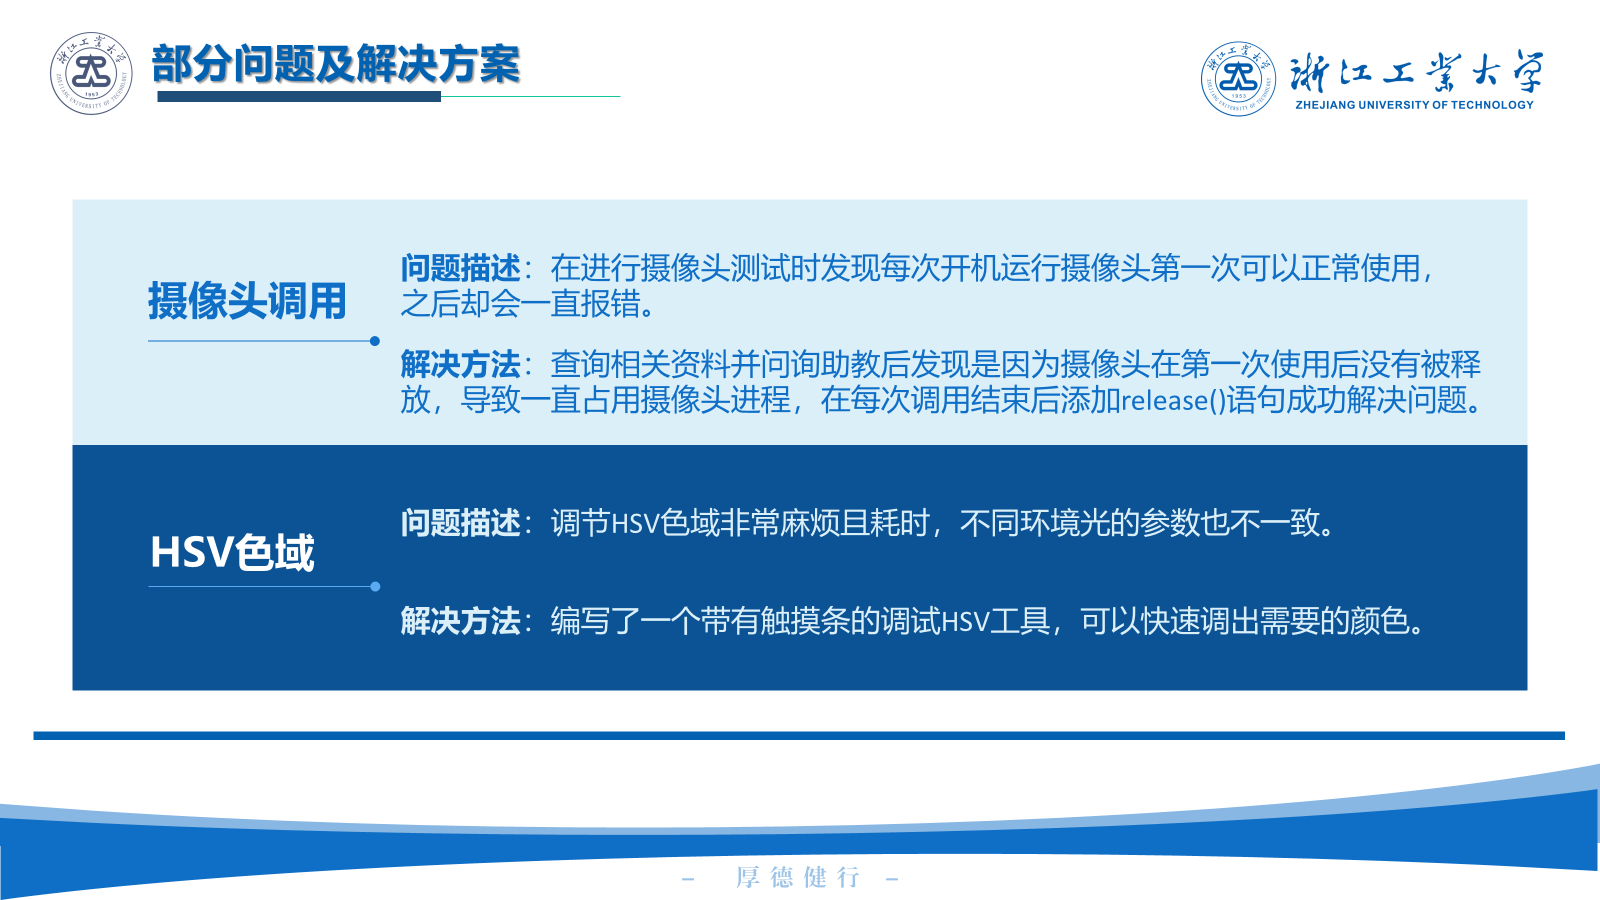 部分问题及解决方案
浙江工业大学
ZHEJIANG UNIVERSITY OF TECHNOLOGY
摄像头调用
问题描述：在进行摄像头测试时发现每次开机运行摄像头第一次可以正常使用，
之后却会一直报错。
解决方法：查询相关资料并问询助教后发现是因为摄像头在第一次使用后没有被释
放，导致一直占用摄像头进程，在每次调用结束后添加release()语句成功解决问题。
HSV色域
问题描述：调节HSV色域非常麻烦且耗时，不同环境光的参数也不一致。
解决方法：编写了一个带有触摸条的调试HSV工具，可以快速调出需要的颜色。
- 厚德健行 -